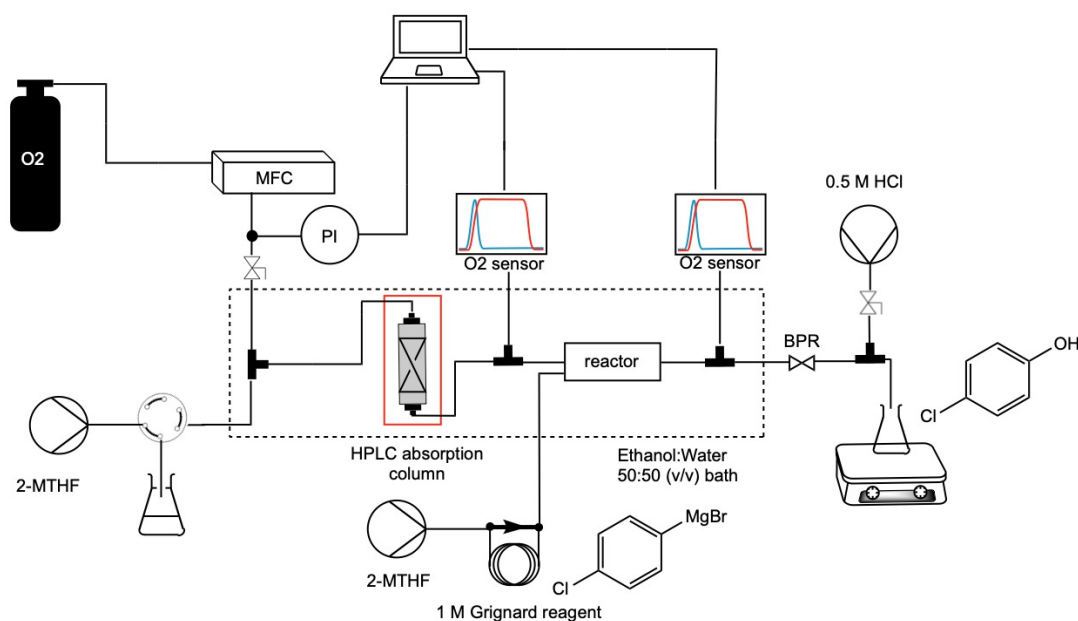 O2
MFC
PI
O2 sensor
O2 sensor
0.5 M HCl
BPR
reactor
OH
Cl
HPLC absorption
column
Ethanol:Water
50:50 (v/v) bath
2-MTHF
MgBr
Cl
2-MTHF
1 M Grignard reagent